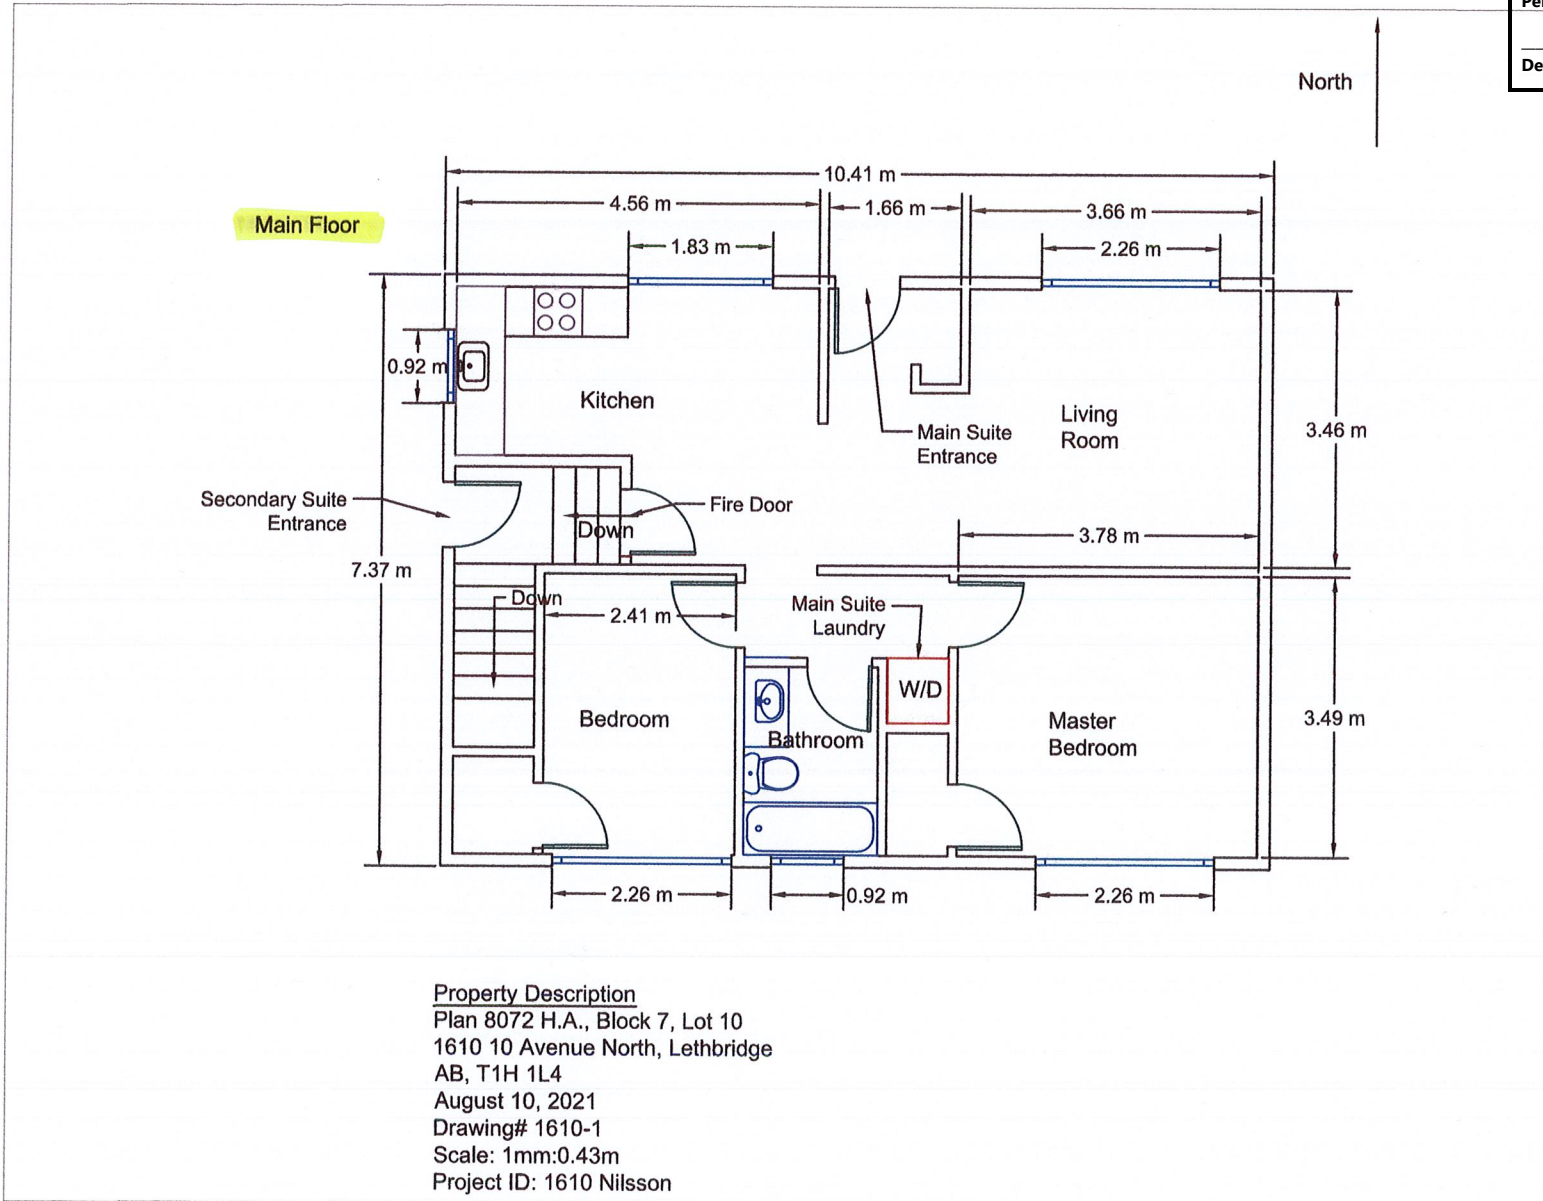 Per
De
North
10.41 m
4.56 m
1.66 m
3.66 m
Main Floor
1.83 m
2.26 m
0.92 m
Kitchen
Living
Room
3.46 m
Main Suite
Entrance
Secondary Suite
Entrance
Fire Door
Down
3.78 m
7.37 m
Down
2.41 m
Main Suite
Laundry
W/D
Bedroom
Bathroom
Master
Bedroom
3.49 m
2.26 m
0.92 m
2.26 m
Property Description
Plan 8072 H.A., Block 7, Lot 10
1610 10 Avenue North, Lethbridge
AB, T1H 1L4
August 10, 2021
Drawing# 1610-1
Scale: 1mm:0.43m
Project ID: 1610 Nilsson